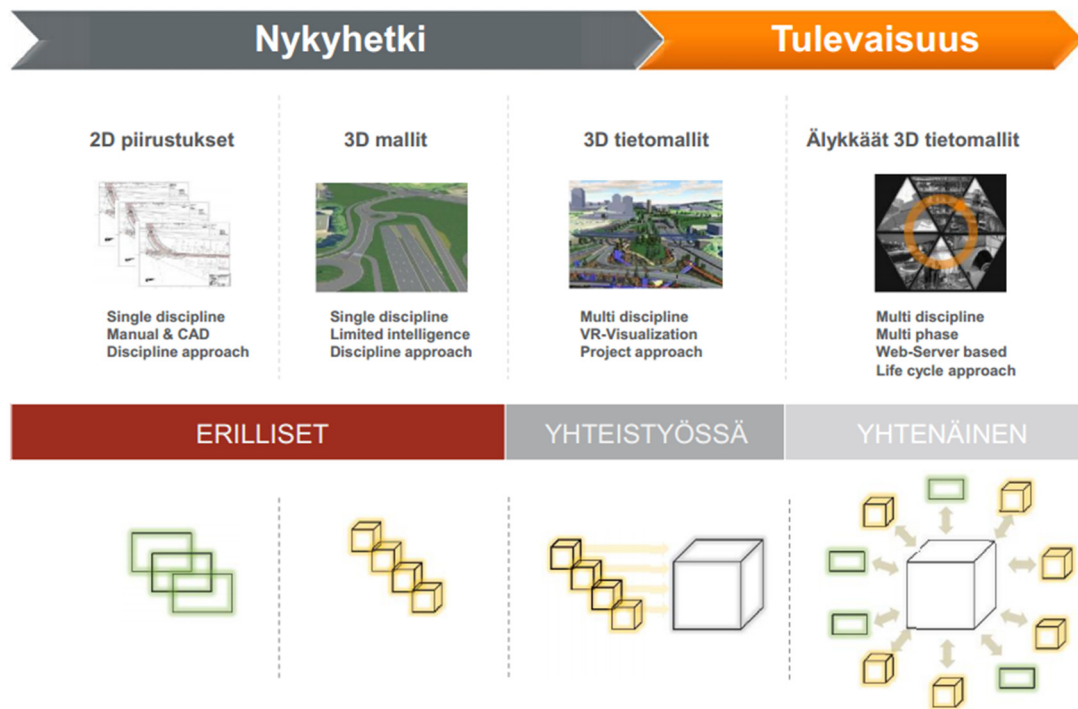 Nykyhetki
Tulevaisuus
2D piirustukset
3D mallit
3D tietomallit
Älykkäät 3D tietomallit
Single discipline
Manual & CAD
Discipline approach
Single discipline
Limited intelligence
Discipline approach
Multi discipline
VR-Visualization
Project approach
Multi discipline
Multi phase
Web-Server based
Life cycle approach
ERILLISET
YHTEISTYÖSSÄ
YHTENÄINEN